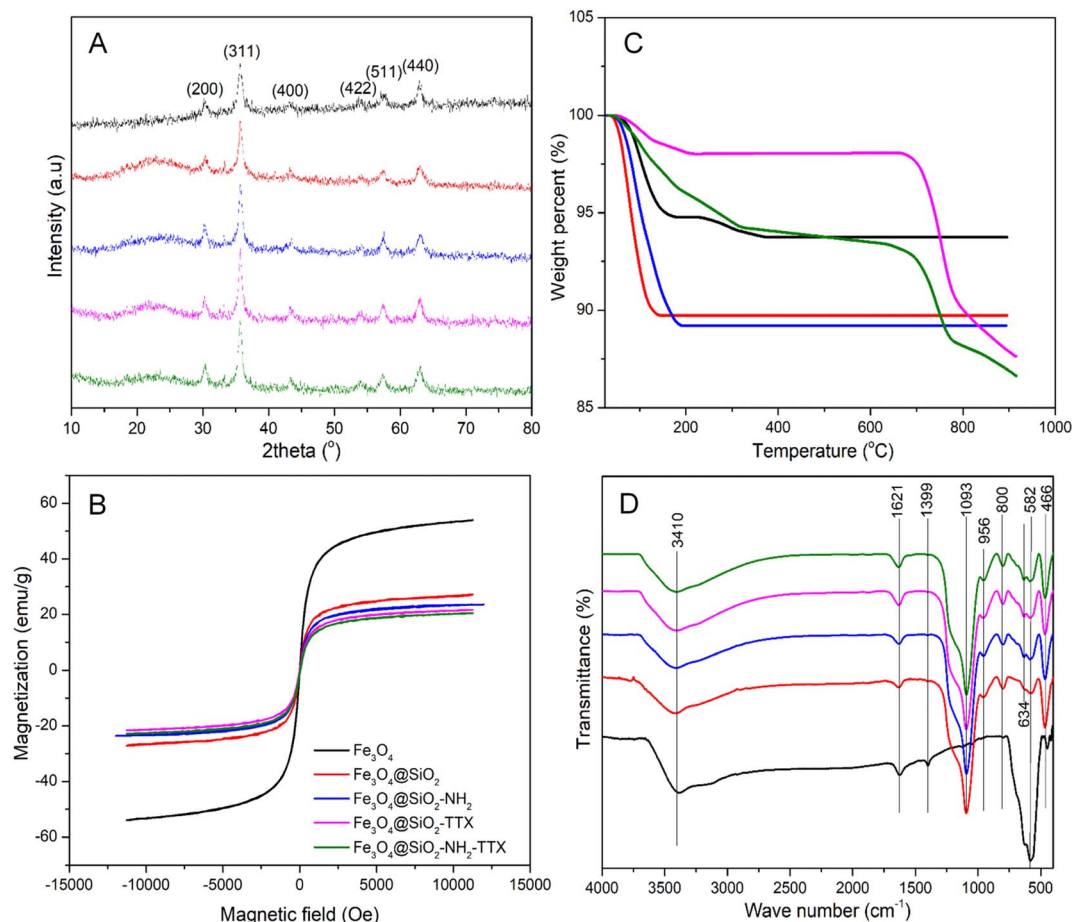 A
(311)
(440)
(511)
(200)
(400)
(422)
Intensity (a.u)
10 20 30 40 50 60 70 80
2theta (°)
C
105
100
95
90
85
Weight percent (%)
200 400 600 800 1000
Temperature (°C)
B
60
40
20
0
-20
-40
-60
Magnetization (emu/g)
Fe₃O₄
Fe₃O₄@SiO₂
Fe₃O₄@SiO₂-NH₂
Fe₃O₄@SiO₂-TTX
Fe₃O₄@SiO₂-NH₂-TTX
-15000 -10000 -5000 0 5000 10000 15000
Magnetic field (Oe)
D
3410
1621
1399
1093
956
800
582
466
634
Transmittance (%)
4000 3500 3000 2500 2000 1500 1000 500
Wave number (cm⁻¹)